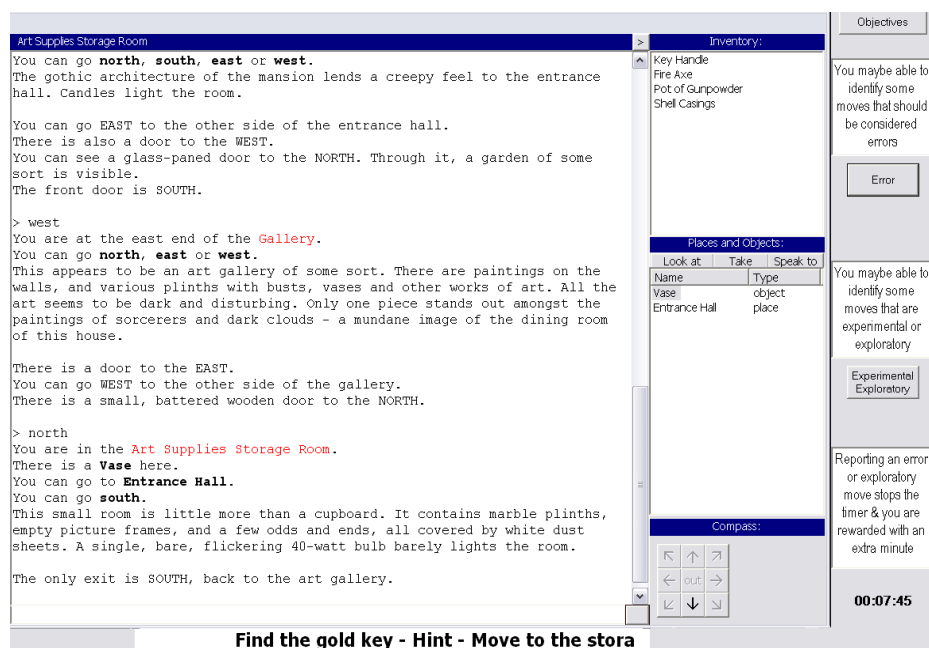 Art Supplies Storage Room
>
You can go north, south, east or west.
The gothic architecture of the mansion lends a creepy feel to the entrance
hall. Candles light the room.
You can go EAST to the other side of the entrance hall.
There is also a door to the WEST.
You can see a glass-paned door to the NORTH. Through it, a garden of some
sort is visible.
The front door is SOUTH.
> west
You are at the east end of the Gallery.
You can go north, east or west.
This appears to be an art gallery of some sort. There are paintings on the
walls, and various plinths with busts, vases and other works of art. All the
art seems to be dark and disturbing. Only one piece stands out amongst the
paintings of sorcerers and dark clouds - a mundane image of the dining room
of this house.
There is a door to the EAST.
You can go WEST to the other side of the gallery.
There is a small, battered wooden door to the NORTH.
> north
You are in the Art Supplies Storage Room.
There is a Vase here.
You can go to Entrance Hall.
You can go south.
This small room is little more than a cupboard. It contains marble plinths,
empty picture frames, and a few odds and ends, all covered by white dust
sheets. A single, bare, flickering 40-watt bulb barely lights the room.
The only exit is SOUTH, back to the art gallery.
Inventory:
Key Handle
Fire Axe
Pot of Gunpowder
Shell Casings
Places and Objects:
Look at Take Speak to
Name Type
Vase object
Entrance Hall place
Compass:
out
Objectives
You maybe able to
identify some
moves that should
be considered
errors
Error
You maybe able to
identify some
moves that are
experimental or
exploratory
Experimental
Exploratory
Reporting an error
or exploratory
move stops the
timer & you are
rewarded with an
extra minute
00:07:45
Find the gold key - Hint - Move to the stora